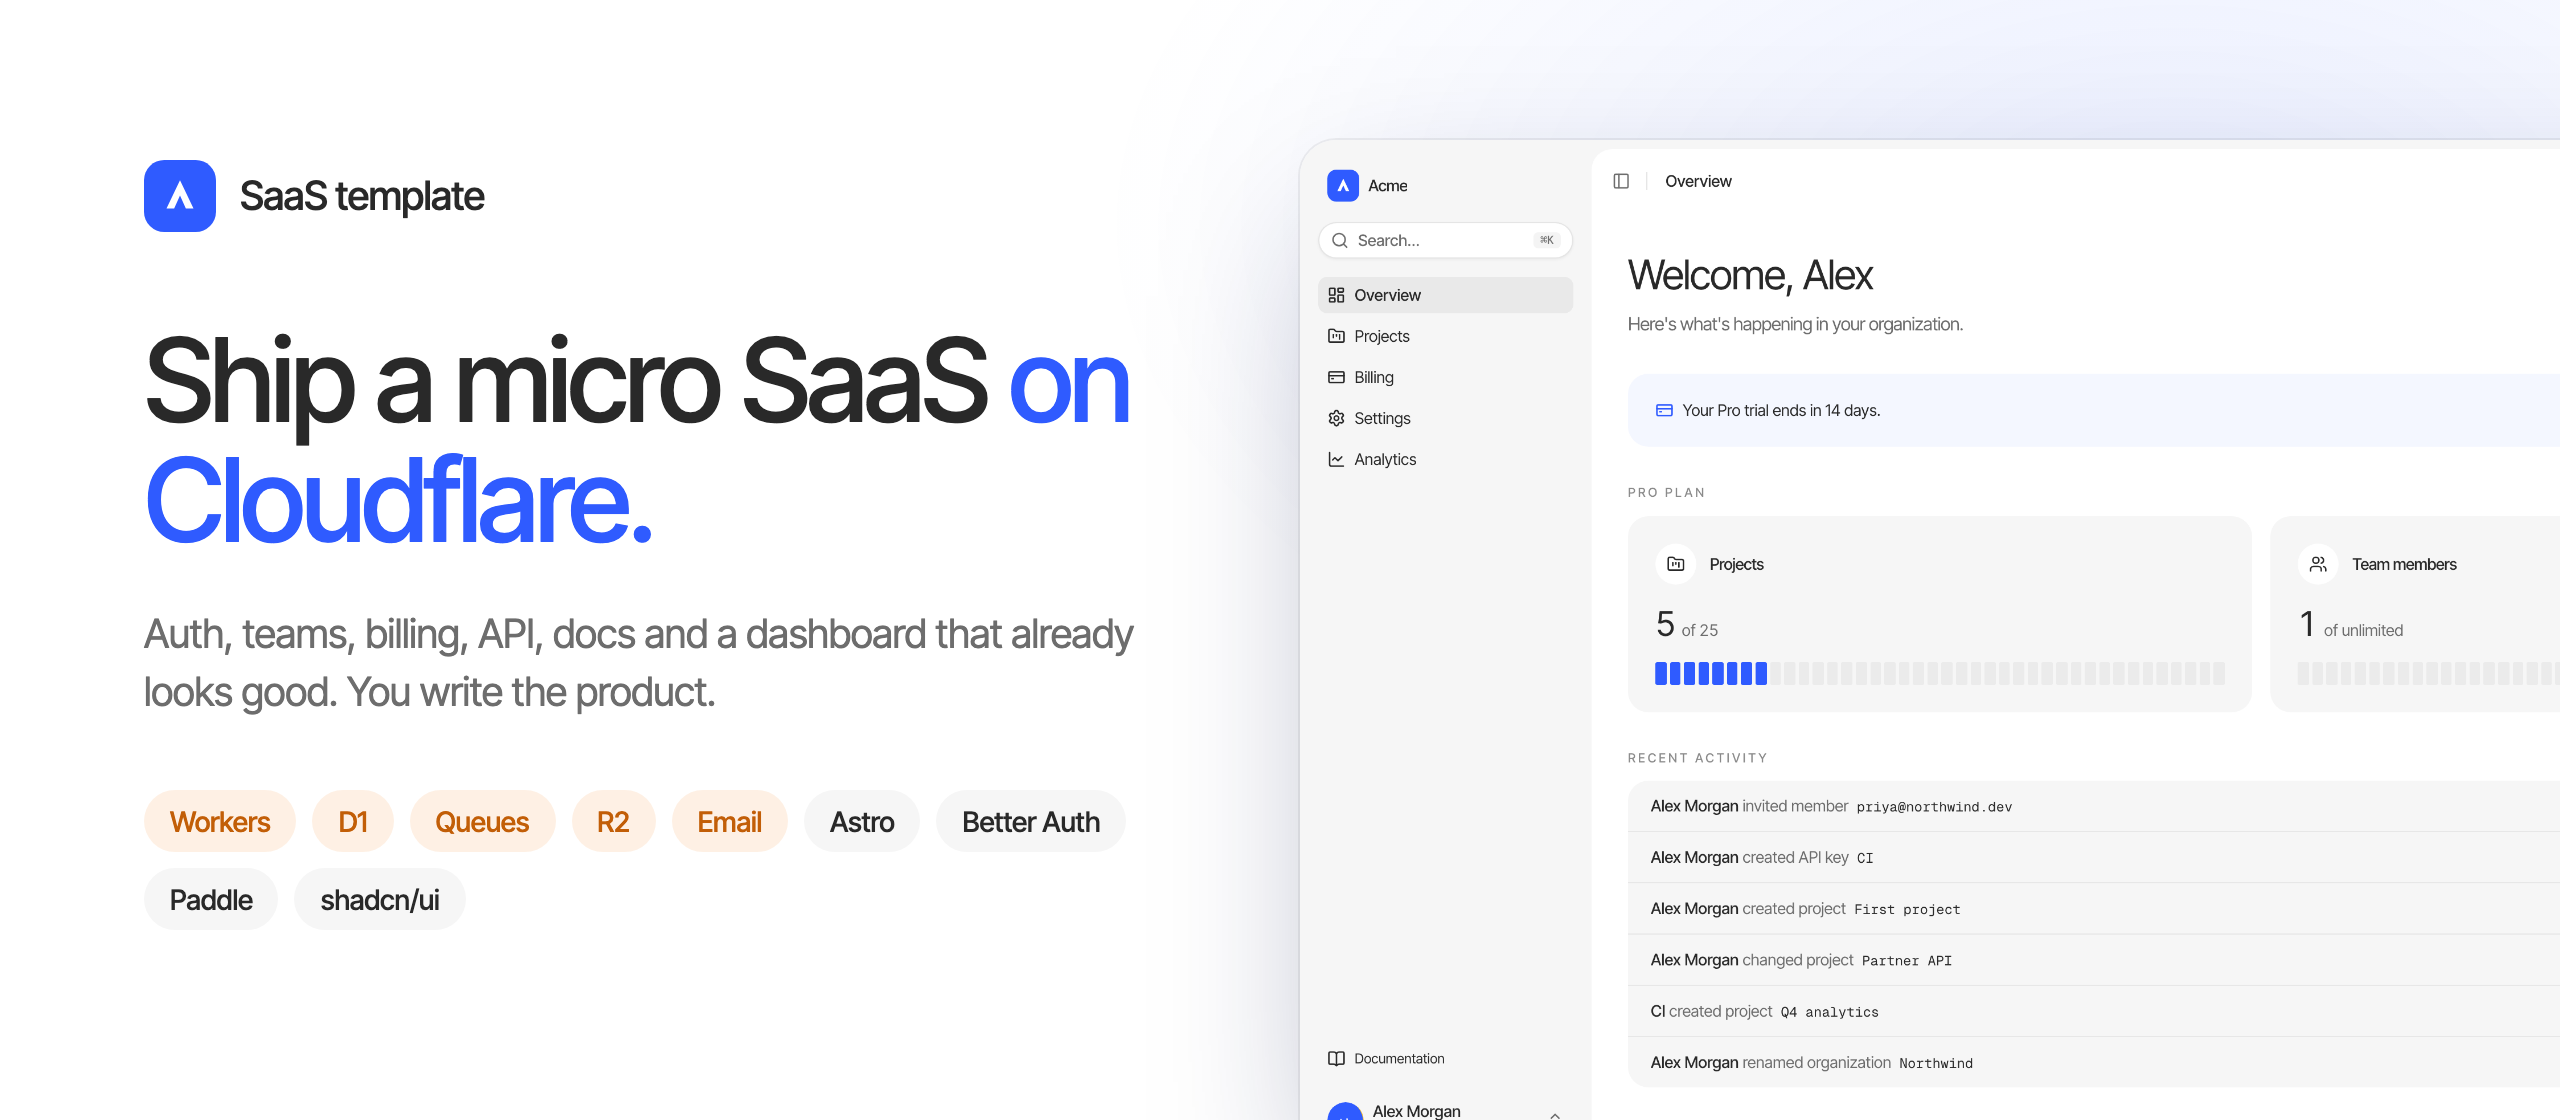 SaaS template
Ship a micro SaaS on
Cloudflare.
Auth, teams, billing, API, docs and a dashboard that already
looks good. You write the product.
Workers D1 Queues R2 Email Astro Better Auth
Paddle shadcn/ui
Acme
Search... ⌘K
Overview
Projects
Billing
Settings
Analytics
Documentation
Alex Morgan
Overview
Welcome, Alex
Here's what's happening in your organization.
Your Pro trial ends in 14 days.
PRO PLAN
Projects
5 of 25
Team members
1 of unlimited
RECENT ACTIVITY
Alex Morgan invited member priya@northwind.dev
Alex Morgan created API key CI
Alex Morgan created project First project
Alex Morgan changed project Partner API
CI created project Q4 analytics
Alex Morgan renamed organization Northwind